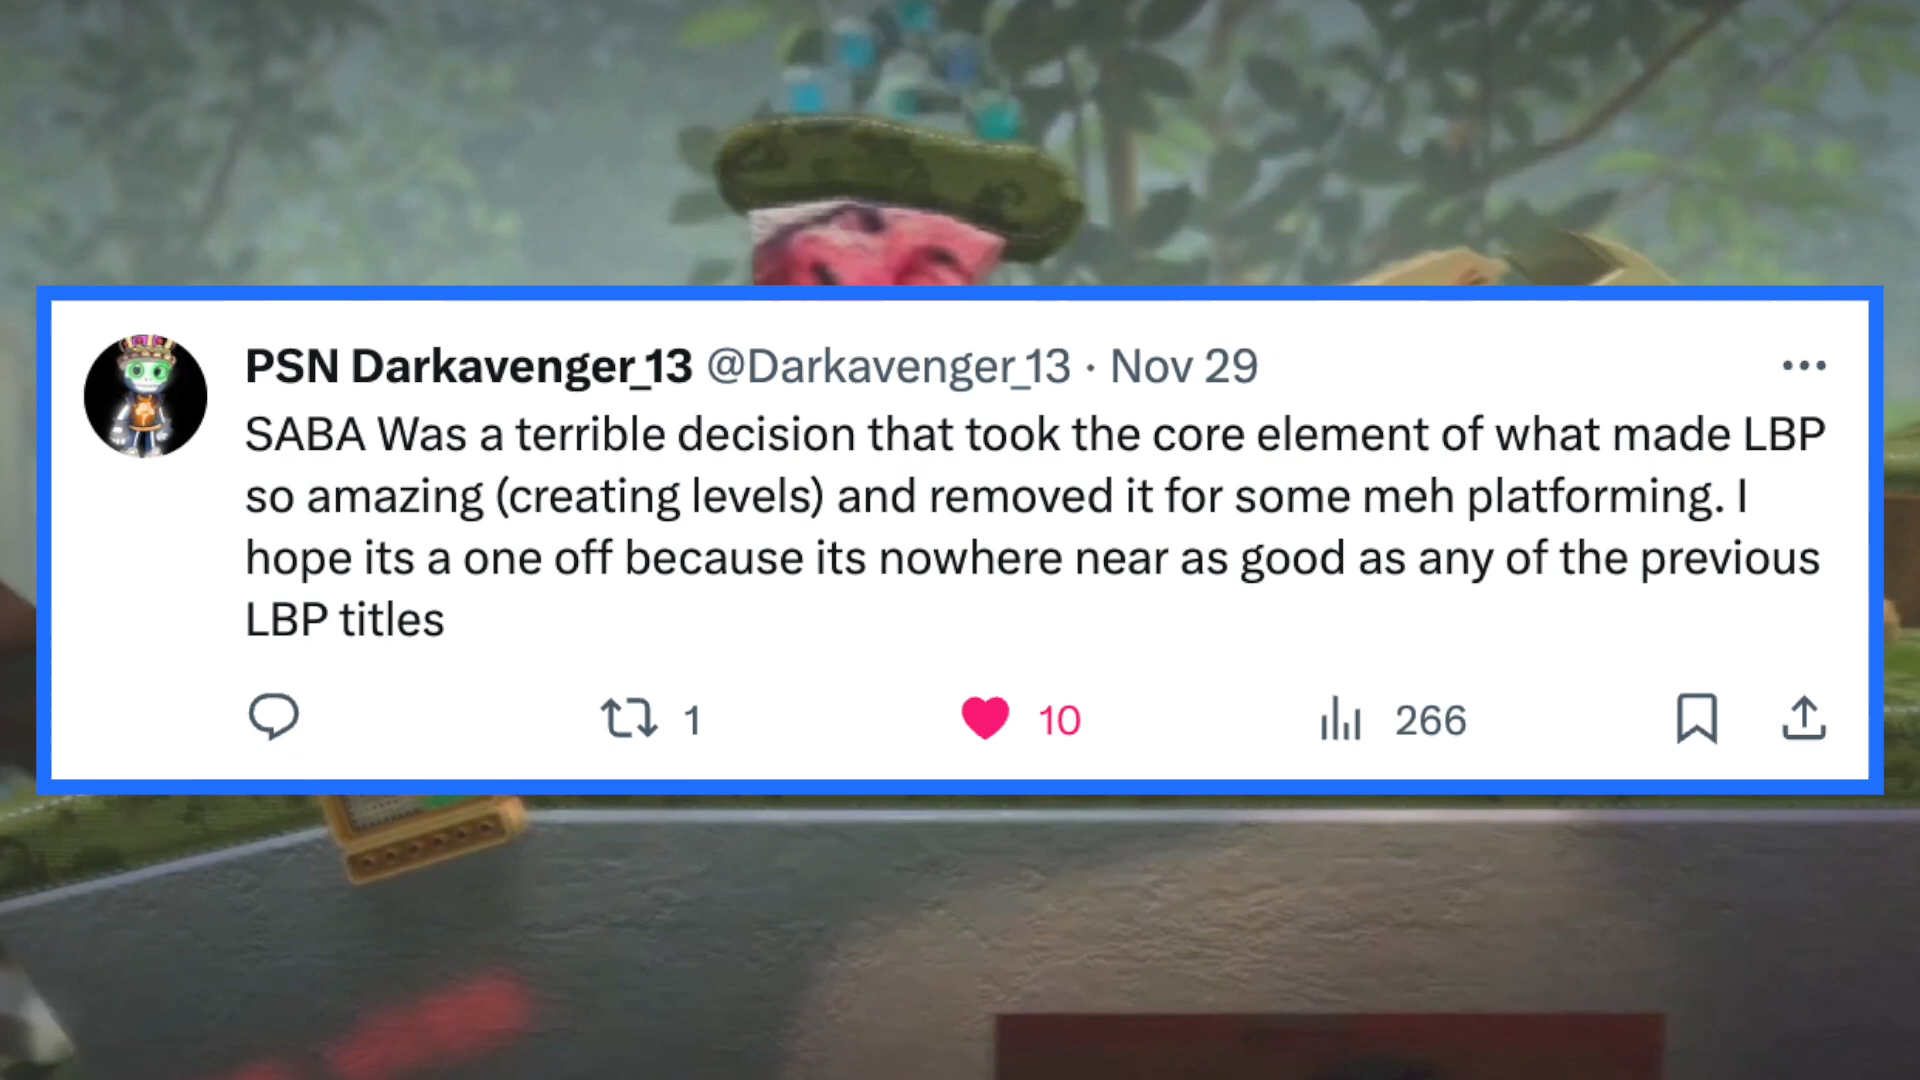 PSN Darkavenger_13 @Darkavenger_13 · Nov 29
SABA Was a terrible decision that took the core element of what made LBP
so amazing (creating levels) and removed it for some meh platforming. I
hope its a one off because its nowhere near as good as any of the previous
LBP titles
1 10 266